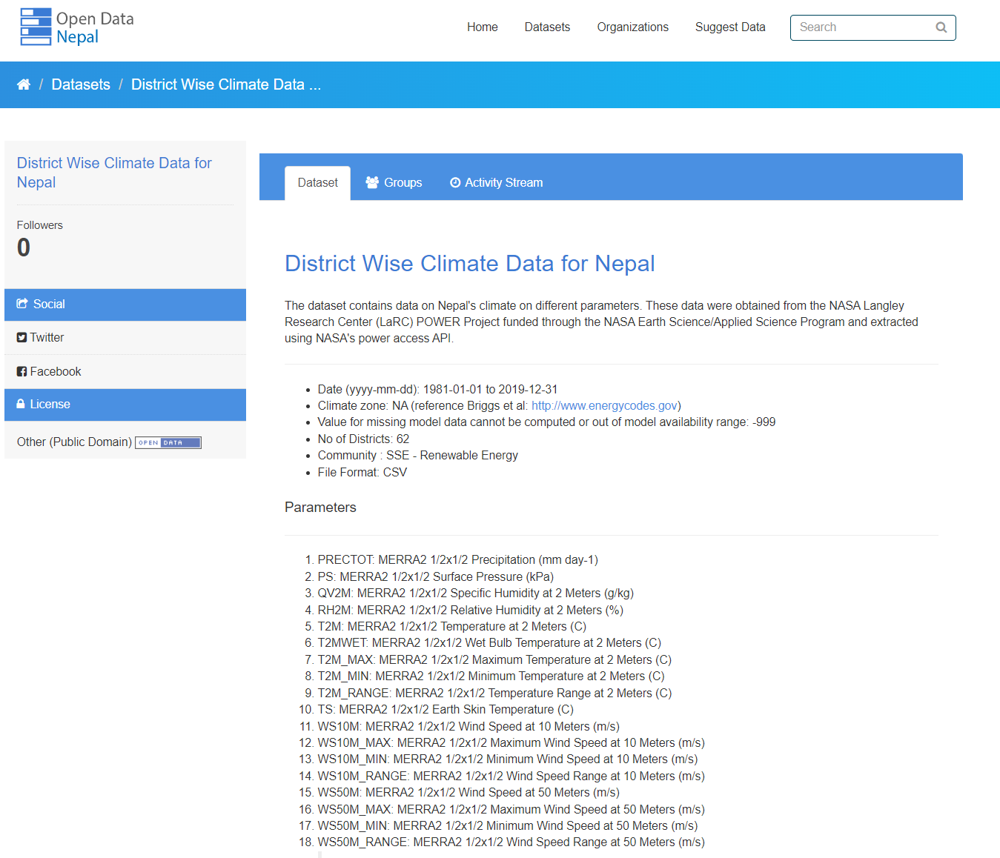 Open Data
Nepal
Home Datasets Organizations Suggest Data Search
/ Datasets / District Wise Climate Data ...
District Wise Climate Data for
Nepal
Followers
0
Social
Twitter
Facebook
License
Other (Public Domain) OPEN DATA
Dataset Groups Activity Stream
District Wise Climate Data for Nepal
The dataset contains data on Nepal's climate on different parameters. These data were obtained from the NASA Langley
Research Center (LaRC) POWER Project funded through the NASA Earth Science/Applied Science Program and extracted
using NASA's power access API.
• Date (yyyy-mm-dd): 1981-01-01 to 2019-12-31
• Climate zone: NA (reference Briggs et al: http://www.energycodes.gov)
• Value for missing model data cannot be computed or out of model availability range: -999
• No of Districts: 62
• Community : SSE - Renewable Energy
• File Format: CSV
Parameters
1. PRECTOT: MERRA2 1/2x1/2 Precipitation (mm day-1)
2. PS: MERRA2 1/2x1/2 Surface Pressure (kPa)
3. QV2M: MERRA2 1/2x1/2 Specific Humidity at 2 Meters (g/kg)
4. RH2M: MERRA2 1/2x1/2 Relative Humidity at 2 Meters (%)
5. T2M: MERRA2 1/2x1/2 Temperature at 2 Meters (C)
6. T2MWET: MERRA2 1/2x1/2 Wet Bulb Temperature at 2 Meters (C)
7. T2M_MAX: MERRA2 1/2x1/2 Maximum Temperature at 2 Meters (C)
8. T2M_MIN: MERRA2 1/2x1/2 Minimum Temperature at 2 Meters (C)
9. T2M_RANGE: MERRA2 1/2x1/2 Temperature Range at 2 Meters (C)
10. TS: MERRA2 1/2x1/2 Earth Skin Temperature (C)
11. WS10M: MERRA2 1/2x1/2 Wind Speed at 10 Meters (m/s)
12. WS10M_MAX: MERRA2 1/2x1/2 Maximum Wind Speed at 10 Meters (m/s)
13. WS10M_MIN: MERRA2 1/2x1/2 Minimum Wind Speed at 10 Meters (m/s)
14. WS10M_RANGE: MERRA2 1/2x1/2 Wind Speed Range at 10 Meters (m/s)
15. WS50M: MERRA2 1/2x1/2 Wind Speed at 50 Meters (m/s)
16. WS50M_MAX: MERRA2 1/2x1/2 Maximum Wind Speed at 50 Meters (m/s)
17. WS50M_MIN: MERRA2 1/2x1/2 Minimum Wind Speed at 50 Meters (m/s)
18. WS50M_RANGE: MERRA2 1/2x1/2 Wind Speed Range at 50 Meters (m/s)